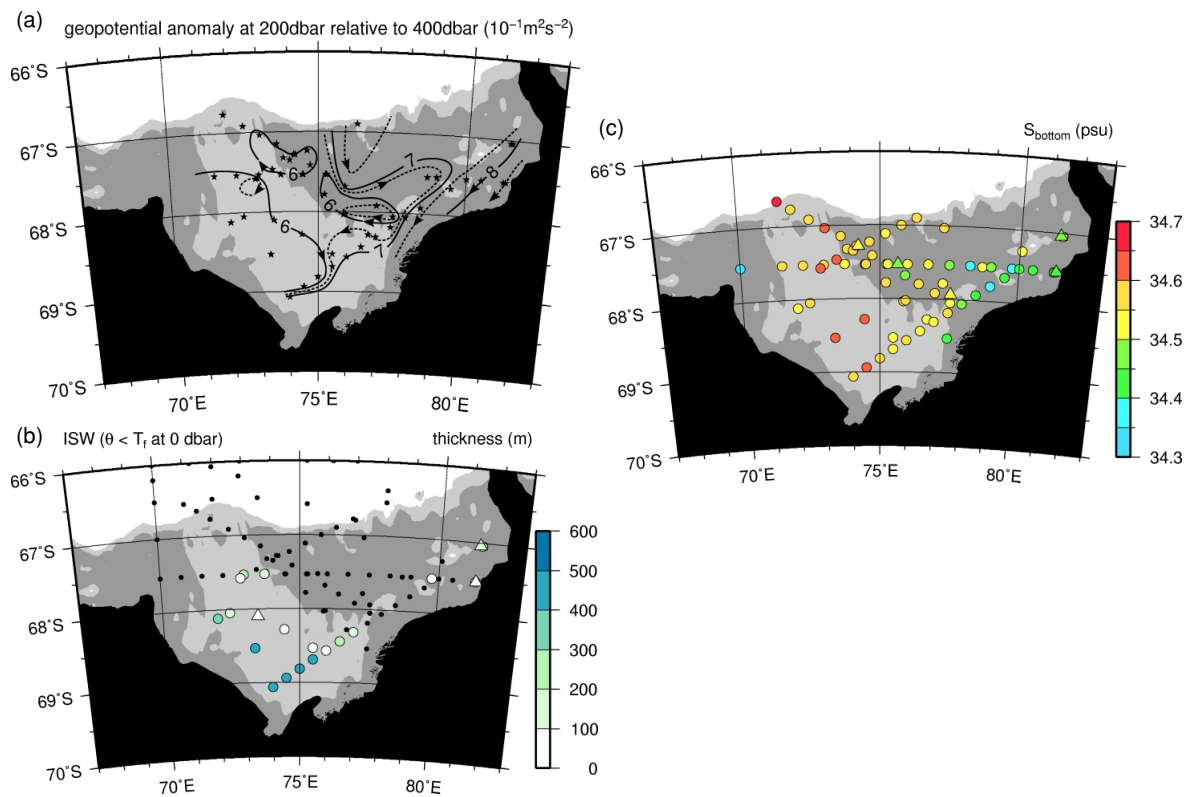 (a)
geopotential anomaly at 200dbar relative to 400dbar (10⁻¹m²s⁻²)
66˚S
67˚S
68˚S
69˚S
70˚S
70˚E
75˚E
80˚E
6
7
8
6
6
7
(b)
ISW (θ < Tf at 0 dbar)
thickness (m)
66˚S
67˚S
68˚S
69˚S
70˚S
70˚E
75˚E
80˚E
600
500
400
300
200
100
0
(c)
Sbottom (psu)
66˚S
67˚S
68˚S
69˚S
70˚S
70˚E
75˚E
80˚E
34.7
34.6
34.5
34.4
34.3